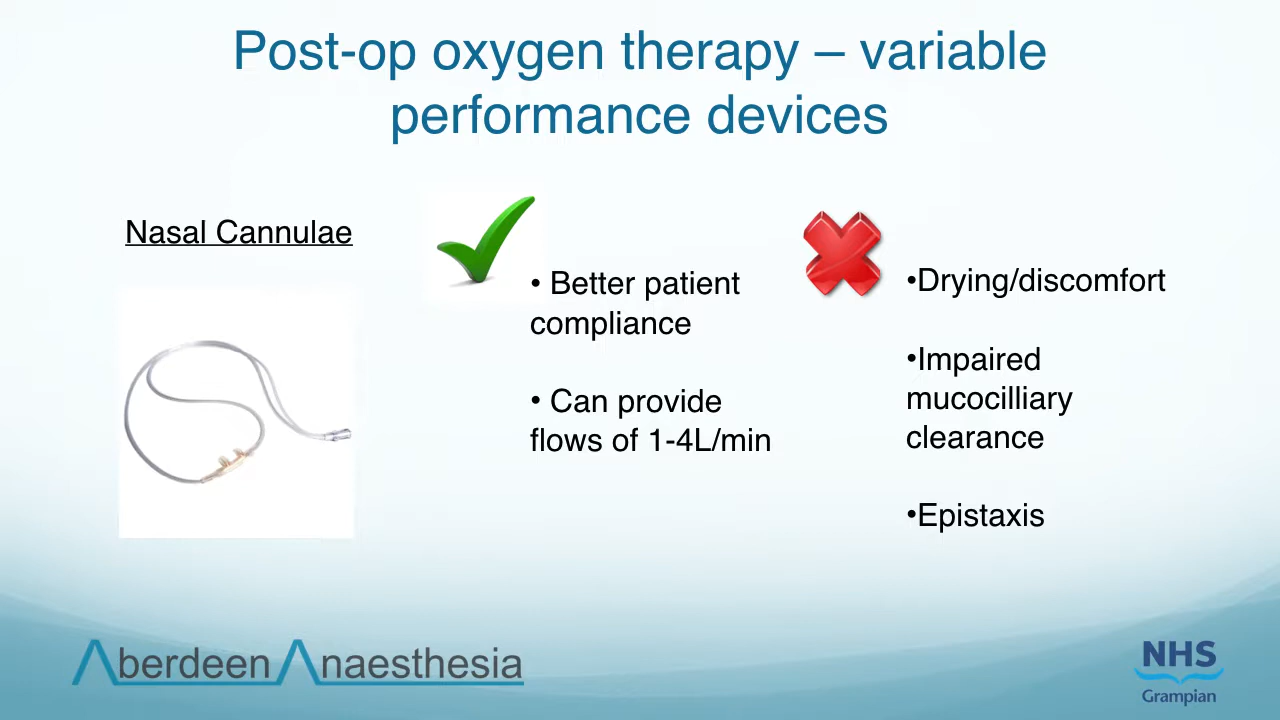 Post-op oxygen therapy – variable
performance devices
Nasal Cannulae
• Better patient
compliance
• Can provide
flows of 1-4L/min
•Drying/discomfort
•Impaired
mucocilliary
clearance
•Epistaxis
Aberdeen Anaesthesia
NHS
Grampian